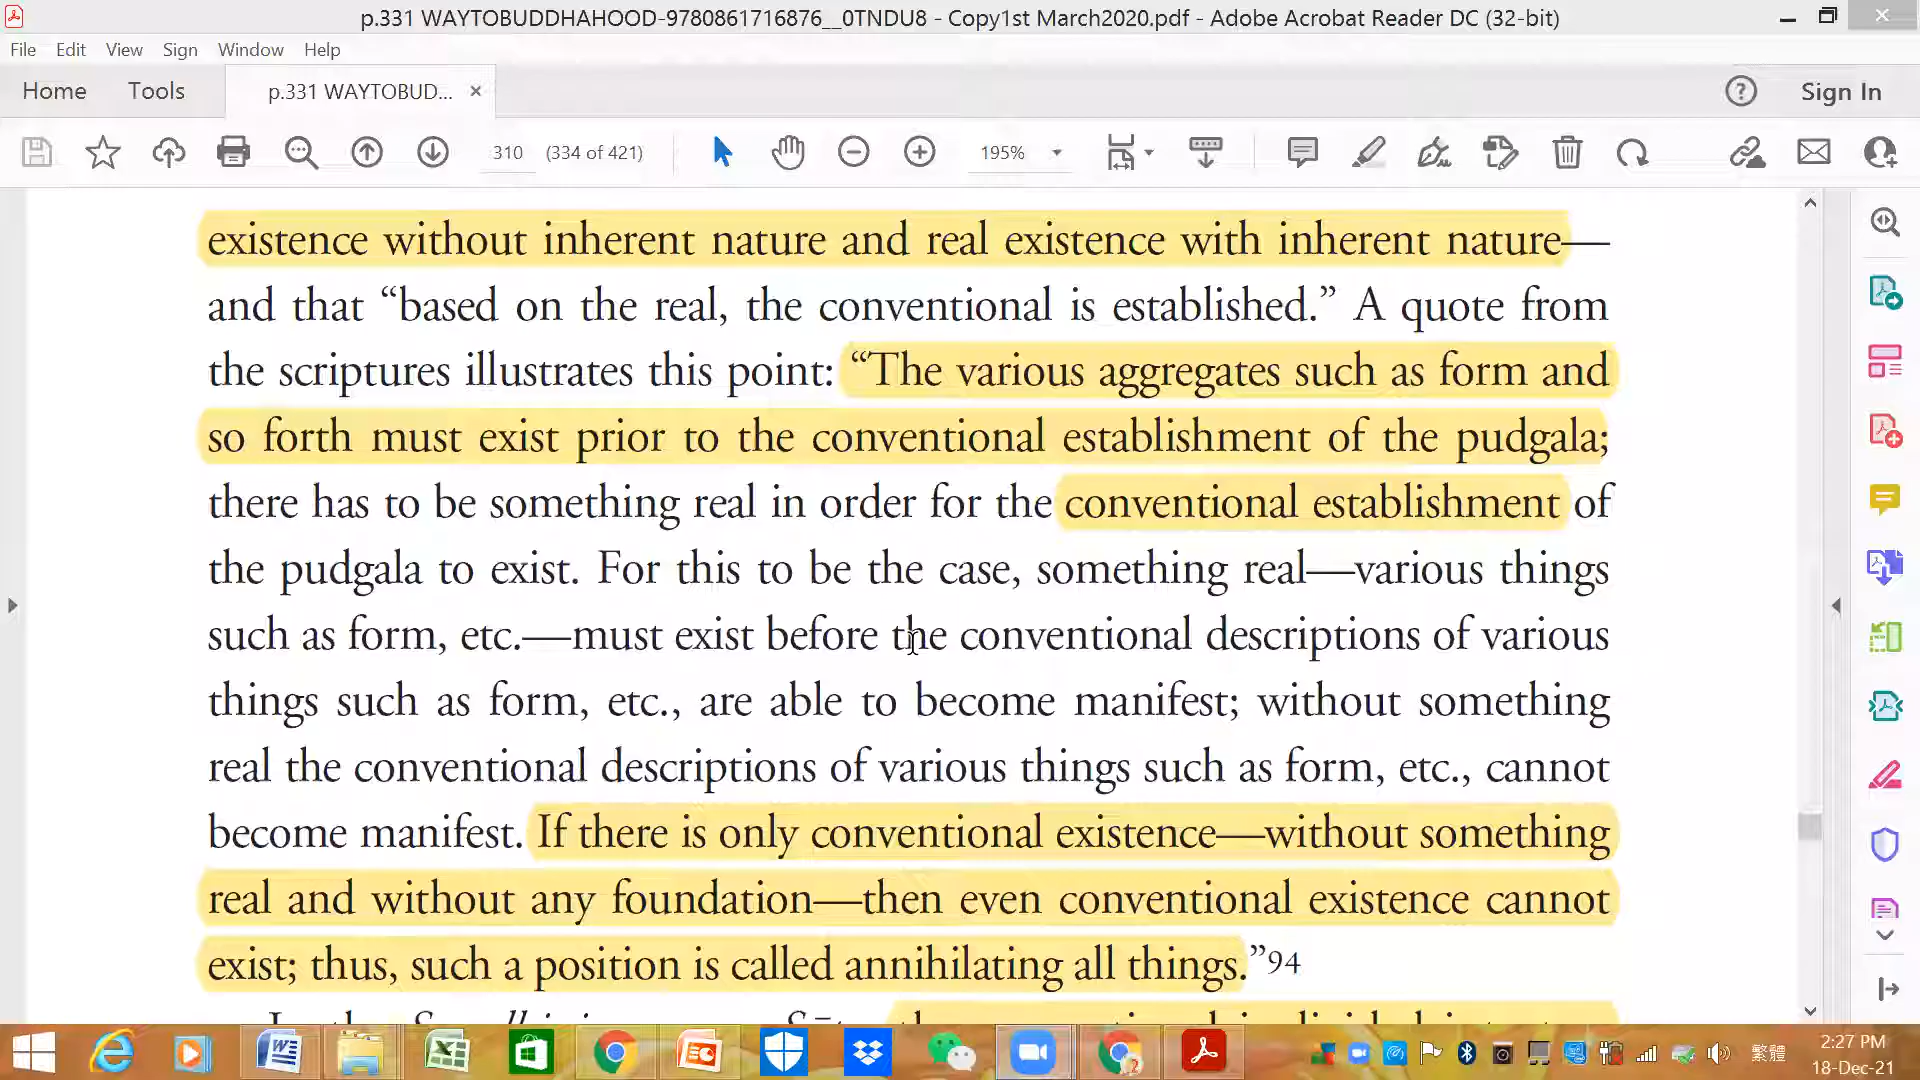 p.331 WAYTOBUDDHAHOOD-9780861716876__0TNDU8 - Copy1st March2020.pdf - Adobe Acrobat Reader DC (32-bit)
File Edit View Sign Window Help
Home Tools p.331 WAYTOBUD... × Sign In
310 (334 of 421) 195%
existence without inherent nature and real existence with inherent nature—
and that “based on the real, the conventional is established.” A quote from
the scriptures illustrates this point: “The various aggregates such as form and
so forth must exist prior to the conventional establishment of the pudgala;
there has to be something real in order for the conventional establishment of
the pudgala to exist. For this to be the case, something real—various things
such as form, etc.—must exist before the conventional descriptions of various
things such as form, etc., are able to become manifest; without something
real the conventional descriptions of various things such as form, etc., cannot
become manifest. If there is only conventional existence—without something
real and without any foundation—then even conventional existence cannot
exist; thus, such a position is called annihilating all things.”94
繁體
2:27 PM
18-Dec-21